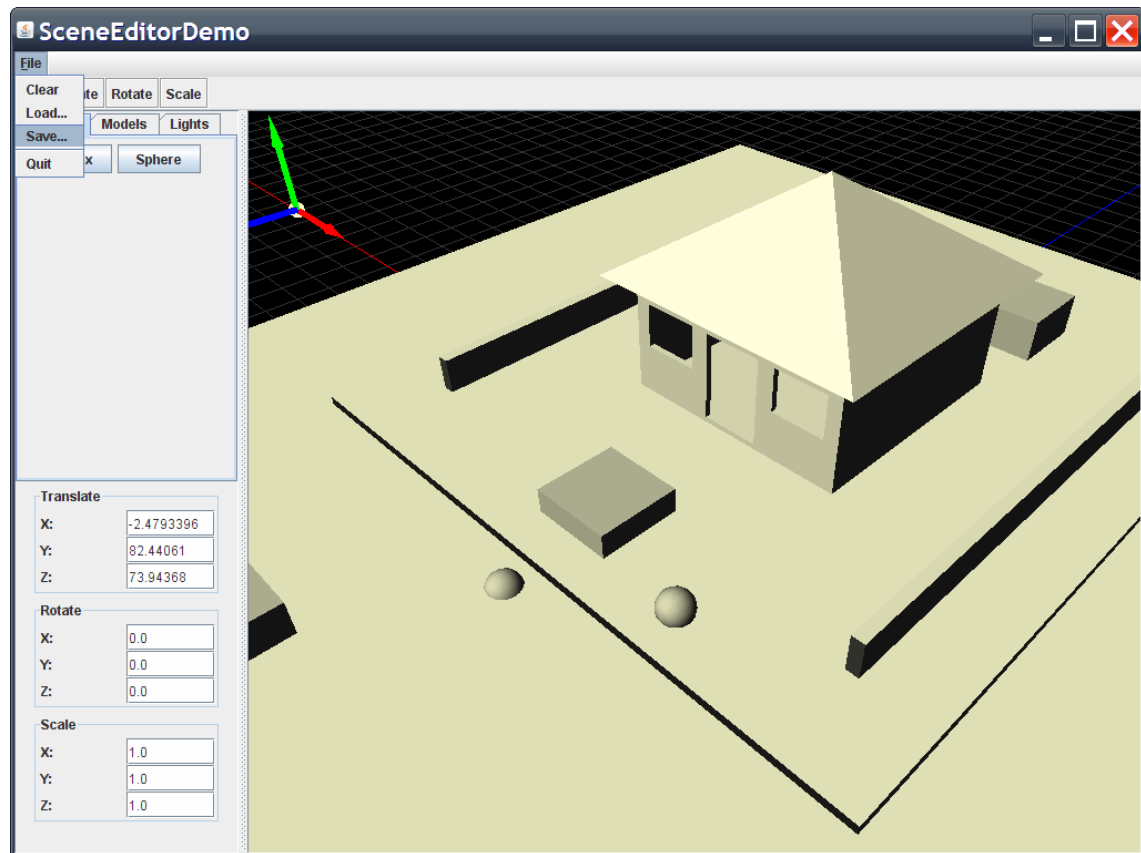 SceneEditorDemo
File
Clear
Load...
Save...
Quit
te Rotate Scale
Models Lights
x Sphere
Translate
X: -2.4793396
Y: 82.44061
Z: 73.94368
Rotate
X: 0.0
Y: 0.0
Z: 0.0
Scale
X: 1.0
Y: 1.0
Z: 1.0